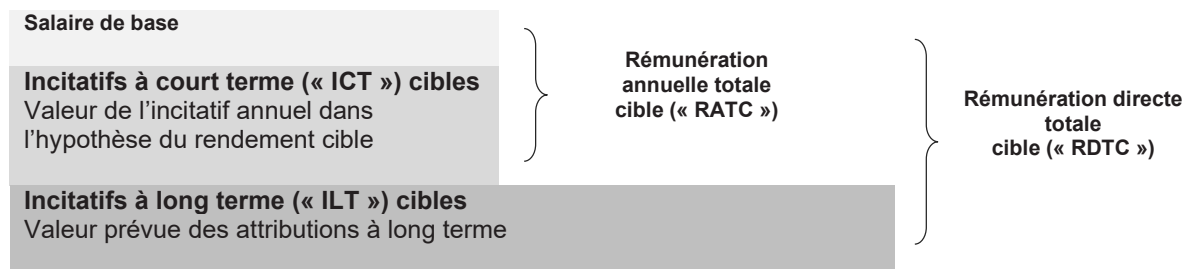 Salaire de base
Incitatifs à court terme (« ICT ») cibles
Valeur de l’incitatif annuel dans
l’hypothèse du rendement cible
Rémunération
annuelle totale
cible (« RATC »)
Rémunération directe
totale
cible (« RDTC »)
Incitatifs à long terme (« ILT ») cibles
Valeur prévue des attributions à long terme